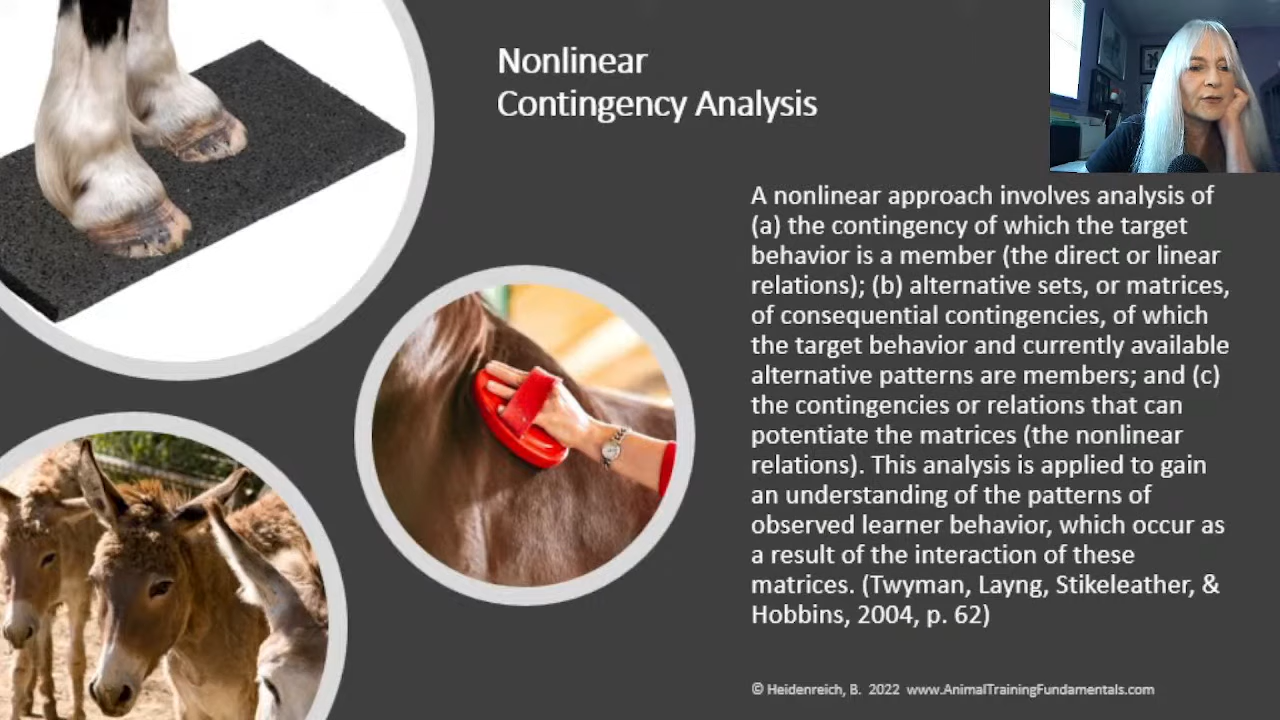 Nonlinear
Contingency Analysis
A nonlinear approach involves analysis of
(a) the contingency of which the target
behavior is a member (the direct or linear
relations); (b) alternative sets, or matrices,
of consequential contingencies, of which
the target behavior and currently available
alternative patterns are members; and (c)
the contingencies or relations that can
potentiate the matrices (the nonlinear
relations). This analysis is applied to gain
an understanding of the patterns of
observed learner behavior, which occur as
a result of the interaction of these
matrices. (Twyman, Layng, Stikeleather, &
Hobbins, 2004, p. 62)
© Heidenreich, B. 2022 www.AnimalTrainingFundamentals.com